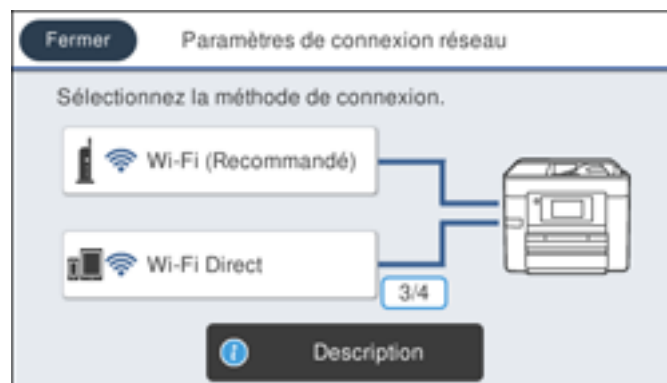 Fermer
Paramètres de connexion réseau
Sélectionnez la méthode de connexion.
Wi-Fi (Recommandé)
Wi-Fi Direct
3/4
Description